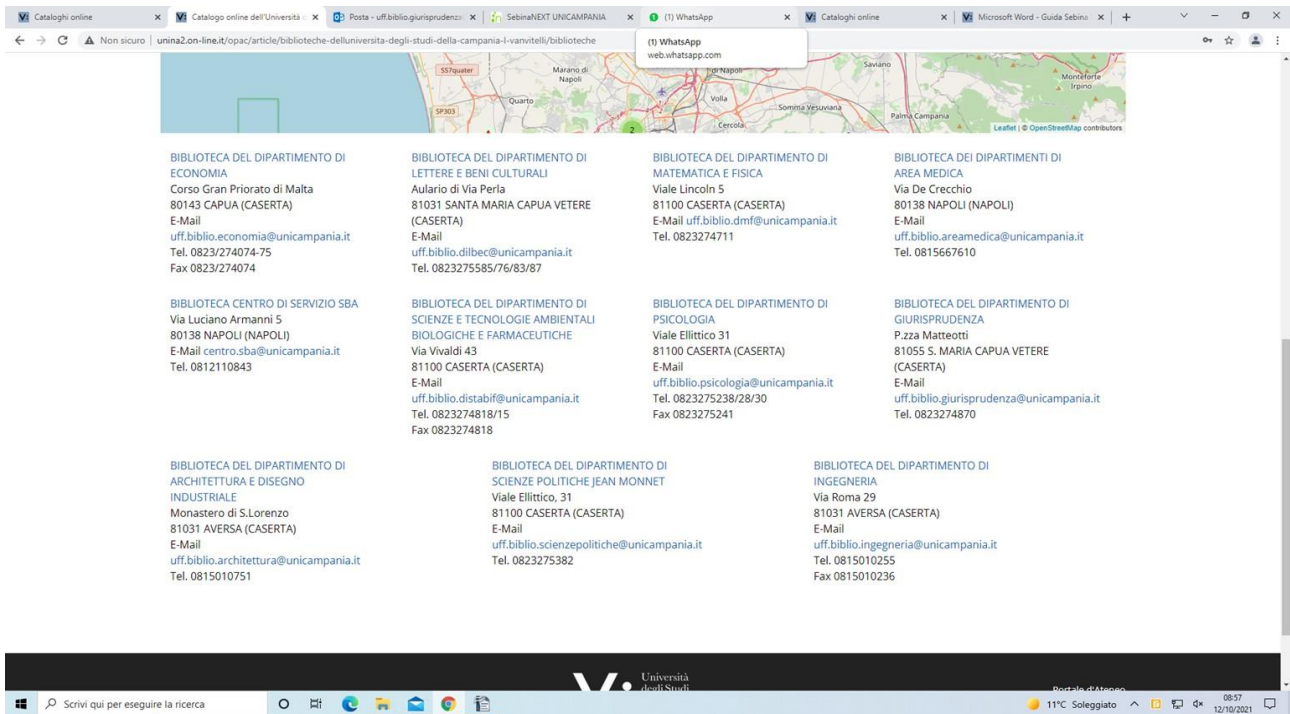 Cataloghi online
Catalogo online dell'Università
Posta - uff.biblio.giurisprudenz
SebinaNEXT UNICAMPANIA
(1) WhatsApp
Cataloghi online
Microsoft Word - Guida Sebina
Non sicuro | unina2.on-line.it/opac/article/biblioteche-delluniversita-degli-studi-della-campania-l-vanvitelli/biblioteche
(1) WhatsApp
web.whatsapp.com
SS7quater
Marano di
Napoli
di Napoli
Saviano
Monteforte
Irpino
Quarto
Volla
Somma Vesuviana
SP303
Palma Campania
2
Cercola
Leaflet | © OpenStreetMap contributors
BIBLIOTECA DEL DIPARTIMENTO DI
ECONOMIA
Corso Gran Priorato di Malta
80143 CAPUA (CASERTA)
E-Mail
uff.biblio.economia@unicampania.it
Tel. 0823/274074-75
Fax 0823/274074
BIBLIOTECA DEL DIPARTIMENTO DI
LETTERE E BENI CULTURALI
Aulario di Via Perla
81031 SANTA MARIA CAPUA VETERE
(CASERTA)
E-Mail
uff.biblio.dilbec@unicampania.it
Tel. 0823275585/76/83/87
BIBLIOTECA DEL DIPARTIMENTO DI
MATEMATICA E FISICA
Viale Lincoln 5
81100 CASERTA (CASERTA)
E-Mail uff.biblio.dmf@unicampania.it
Tel. 0823274711
BIBLIOTECA DEI DIPARTIMENTI DI
AREA MEDICA
Via De Crecchio
80138 NAPOLI (NAPOLI)
E-Mail
uff.biblio.areamedica@unicampania.it
Tel. 0815667610
BIBLIOTECA CENTRO DI SERVIZIO SBA
Via Luciano Armanni 5
80138 NAPOLI (NAPOLI)
E-Mail centro.sba@unicampania.it
Tel. 0812110843
BIBLIOTECA DEL DIPARTIMENTO DI
SCIENZE E TECNOLOGIE AMBIENTALI
BIOLOGICHE E FARMACEUTICHE
Via Vivaldi 43
81100 CASERTA (CASERTA)
E-Mail
uff.biblio.distabif@unicampania.it
Tel. 0823274818/15
Fax 0823274818
BIBLIOTECA DEL DIPARTIMENTO DI
PSICOLOGIA
Viale Ellittico 31
81100 CASERTA (CASERTA)
E-Mail
uff.biblio.psicologia@unicampania.it
Tel. 0823275238/28/30
Fax 0823275241
BIBLIOTECA DEL DIPARTIMENTO DI
GIURISPRUDENZA
P.zza Matteotti
81055 S. MARIA CAPUA VETERE
(CASERTA)
E-Mail
uff.biblio.giurisprudenza@unicampania.it
Tel. 0823274870
BIBLIOTECA DEL DIPARTIMENTO DI
ARCHITETTURA E DISEGNO
INDUSTRIALE
Monastero di S.Lorenzo
81031 AVERSA (CASERTA)
E-Mail
uff.biblio.architettura@unicampania.it
Tel. 0815010751
BIBLIOTECA DEL DIPARTIMENTO DI
SCIENZE POLITICHE JEAN MONNET
Viale Ellittico, 31
81100 CASERTA (CASERTA)
E-Mail
uff.biblio.scienzepolitiche@unicampania.it
Tel. 0823275382
BIBLIOTECA DEL DIPARTIMENTO DI
INGEGNERIA
Via Roma 29
81031 AVERSA (CASERTA)
E-Mail
uff.biblio.ingegneria@unicampania.it
Tel. 0815010255
Fax 0815010236
V:
Università
degli Studi
Portale d'Ateneo
Scrivi qui per eseguire la ricerca
11°C Soleggiato
08:57
12/10/2021